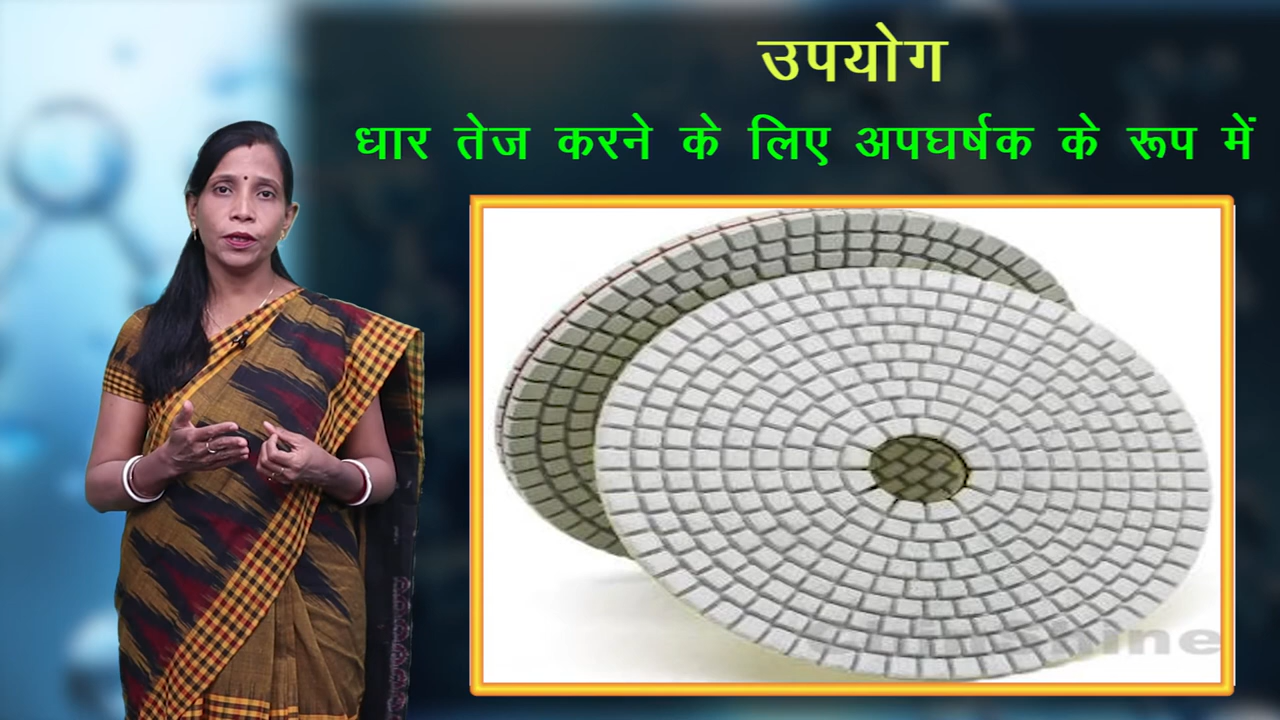 उपयोग
धार तेज करने के लिए अपघर्षक के रूप में